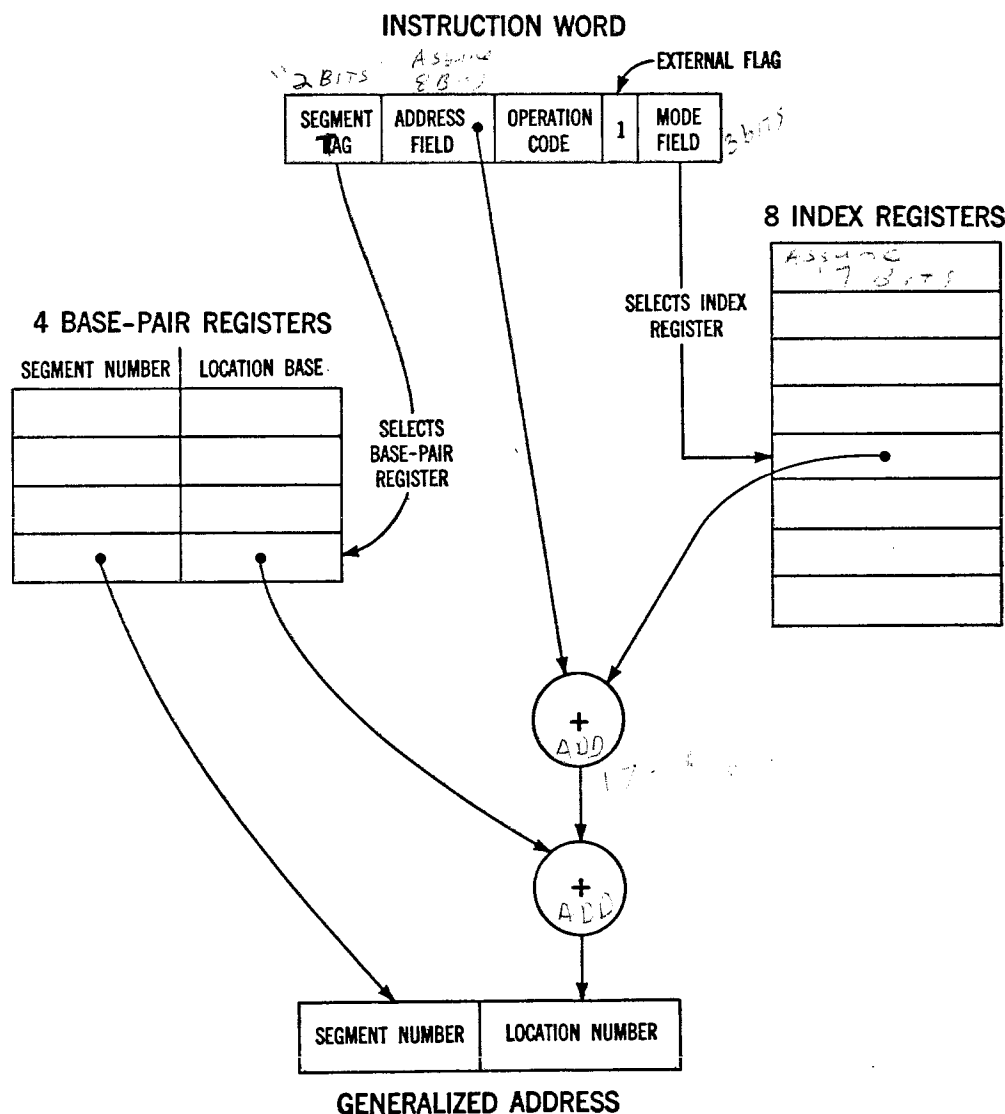 INSTRUCTION WORD
EXTERNAL FLAG
2 BITS
Assume
8 Bits
SEGMENT TAG
ADDRESS FIELD
OPERATION CODE
1
MODE FIELD
3 bits
8 INDEX REGISTERS
Assume
17 BITS
SELECTS INDEX
REGISTER
4 BASE-PAIR REGISTERS
SEGMENT NUMBER
LOCATION BASE
SELECTS
BASE-PAIR
REGISTER
+
ADD
17
+
ADD
SEGMENT NUMBER
LOCATION NUMBER
GENERALIZED ADDRESS